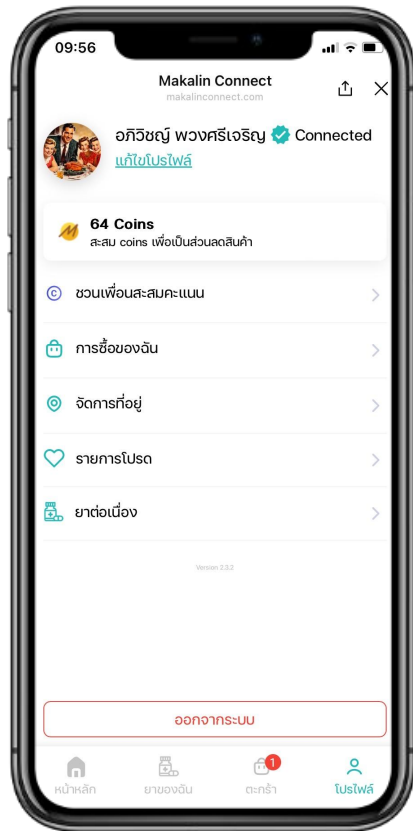 09:56
Makalin Connect
makalinconnect.com
อภิวิชญ์ พวงศรีเจริญ Connected
แก้ไขโปรไฟล์
64 Coins
สะสม coins เพื่อเป็นส่วนลดสินค้า
ชวนเพื่อนสะสมคะแนน
การซื้อของฉัน
จัดการที่อยู่
รายการโปรด
ยาต่อเนื่อง
Version 2.3.2
ออกจากระบบ
1
หน้าหลัก ยาของฉัน ตะกร้า โปรไฟล์